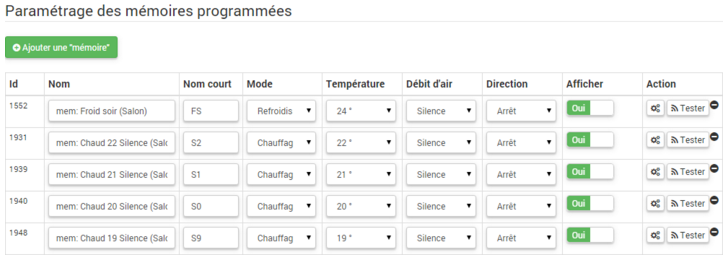 Paramétrage des mémoires programmées
Ajouter une "mémoire"
Id Nom Nom court Mode Température Débit d'air Direction Afficher Action
1552 mem: Froid soir (Salon) FS Refroidis 24 ° Silence Arrêt Oui Tester
1931 mem: Chaud 22 Silence (Salo S2 Chauffag 22 ° Silence Arrêt Oui Tester
1939 mem: Chaud 21 Silence (Salo S1 Chauffag 21 ° Silence Arrêt Oui Tester
1940 mem: Chaud 20 Silence (Salo S0 Chauffag 20 ° Silence Arrêt Oui Tester
1948 mem: Chaud 19 Silence (Salo S9 Chauffag 19 ° Silence Arrêt Oui Tester